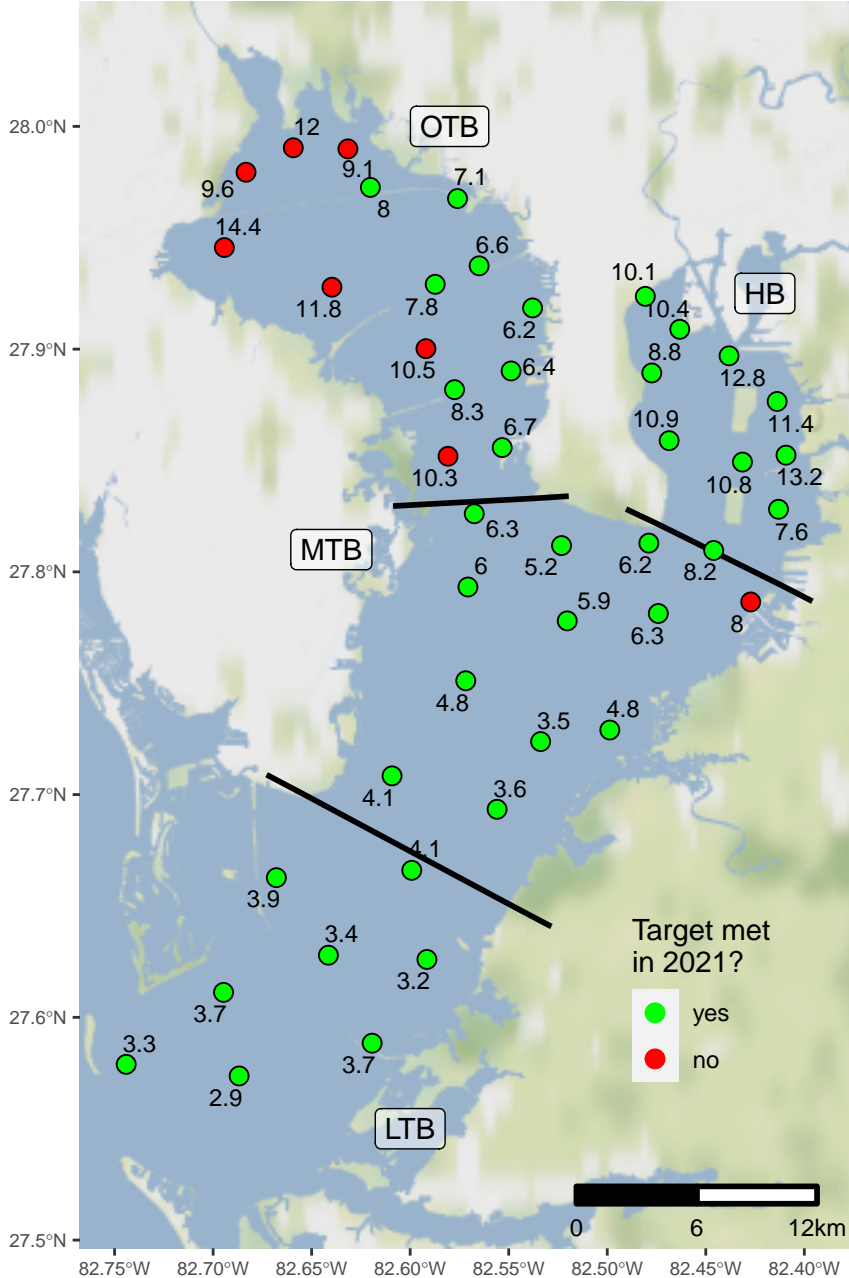 28.0°N
12
OTB
9.6
9.1
8
7.1
14.4
6.6
10.1
HB
11.8
7.8
6.2
10.4
27.9°N
10.5
6.4
8.8
12.8
8.3
11.4
6.7
10.9
10.3
10.8
13.2
6.3
7.6
MTB
5.2
6.2
8.2
27.8°N
6
5.9
6.3
8
4.8
3.5
4.8
27.7°N
4.1
3.6
4.1
3.9
3.4
3.2
Target met
in 2021?
yes
no
27.6°N
3.7
3.3
3.7
2.9
LTB
0 6 12km
27.5°N
82.75°W 82.70°W 82.65°W 82.60°W 82.55°W 82.50°W 82.45°W 82.40°W